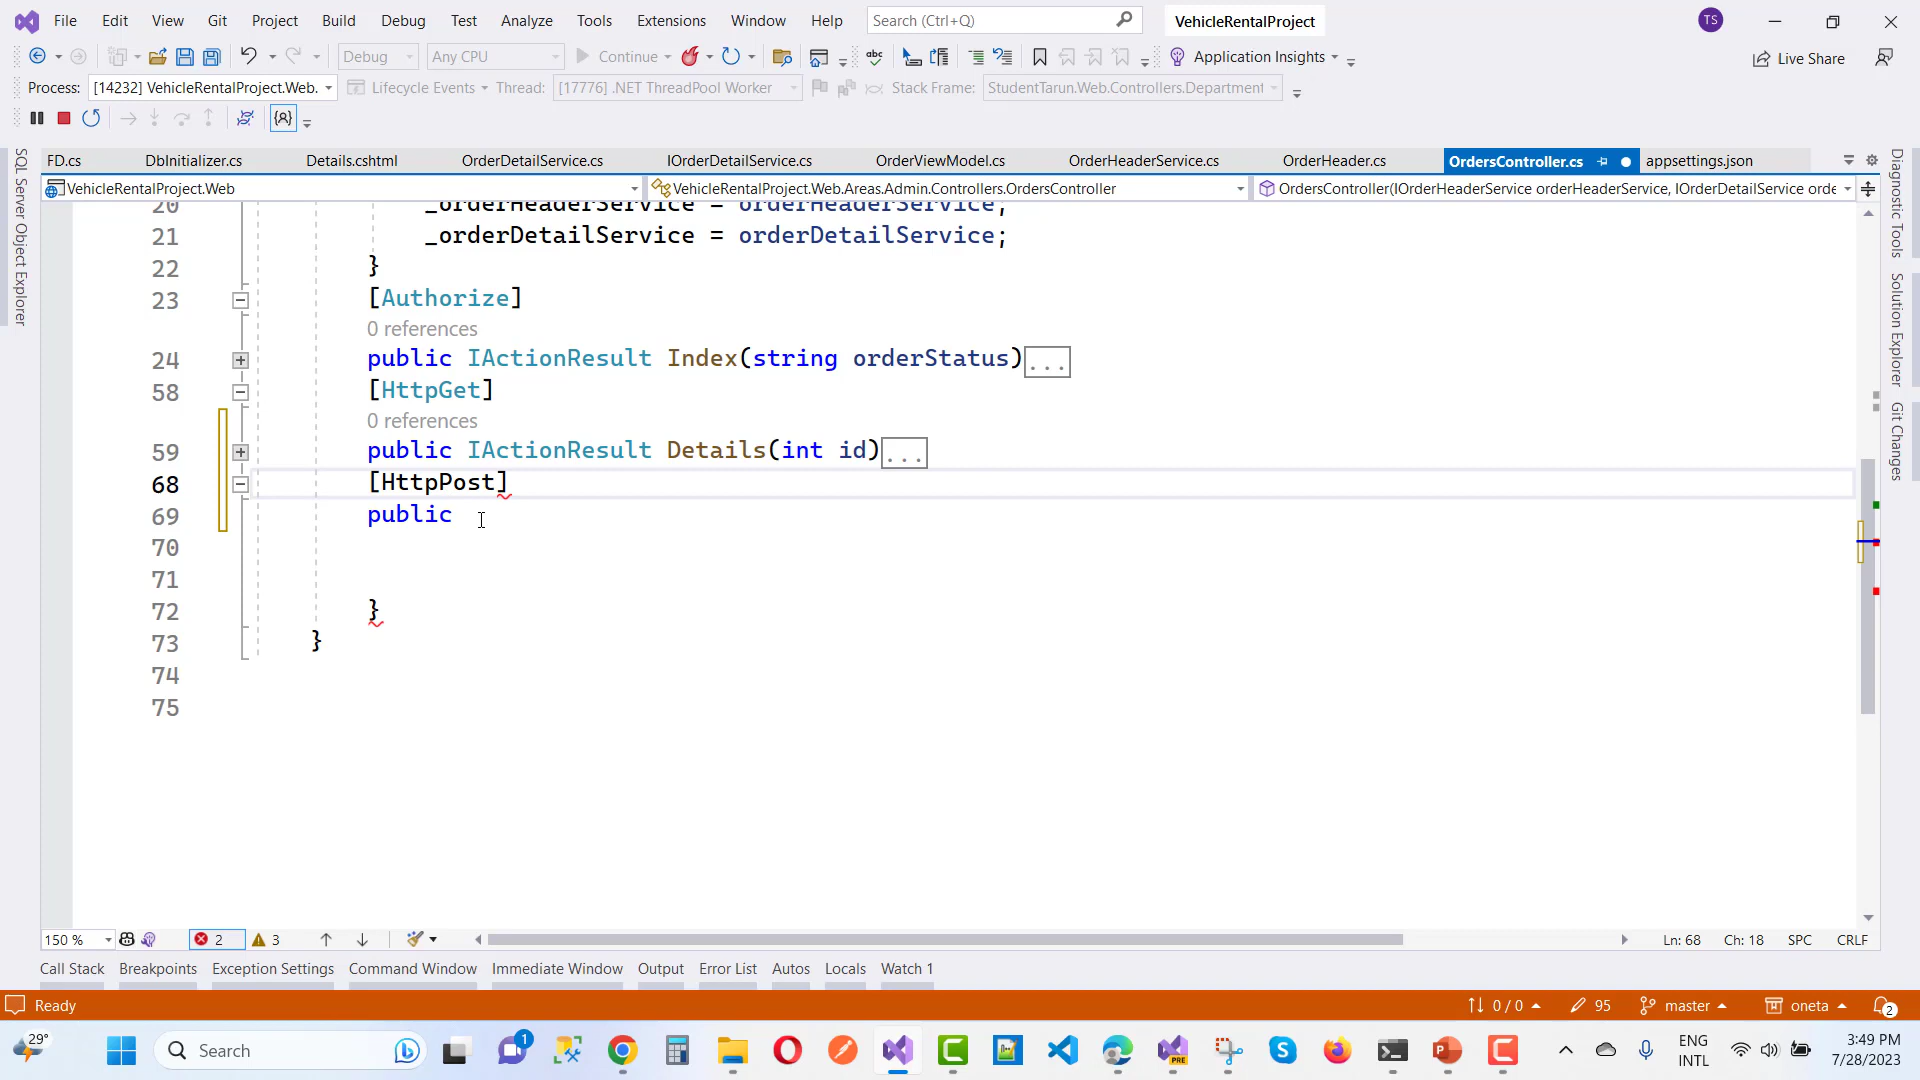 File Edit View Git Project Build Debug Test Analyze Tools Extensions Window Help Search (Ctrl+Q) VehicleRentalProject TS
Debug Any CPU Continue Application Insights Live Share
Process: [14232] VehicleRentalProject.Web. Lifecycle Events Thread: [17776] .NET ThreadPool Worker Stack Frame: StudentTarun.Web.Controllers.Department
FD.cs DbInitializer.cs Details.cshtml OrderDetailService.cs IOrderDetailService.cs OrderViewModel.cs OrderHeaderService.cs OrderHeader.cs OrdersController.cs appsettings.json
VehicleRentalProject.Web VehicleRentalProject.Web.Areas.Admin.Controllers.OrdersController OrdersController(IOrderHeaderService orderHeaderService, IOrderDetailService orde
SQL Server Object Explorer
Diagnostic Tools
Solution Explorer
Git Changes
20 _orderHeaderService = orderHeaderService;
21 _orderDetailService = orderDetailService;
22 }
23 [Authorize]
0 references
24 public IActionResult Index(string orderStatus)...
58 [HttpGet]
0 references
59 public IActionResult Details(int id)...
68 [HttpPost]
69 public
70
71
72 }
73 }
74
75
150 % 2 3 Ln: 68 Ch: 18 SPC CRLF
Call Stack Breakpoints Exception Settings Command Window Immediate Window Output Error List Autos Locals Watch 1
Ready 0 / 0 95 master oneta 2
29° Search 1 PRE ENG INTL 3:49 PM
7/28/2023